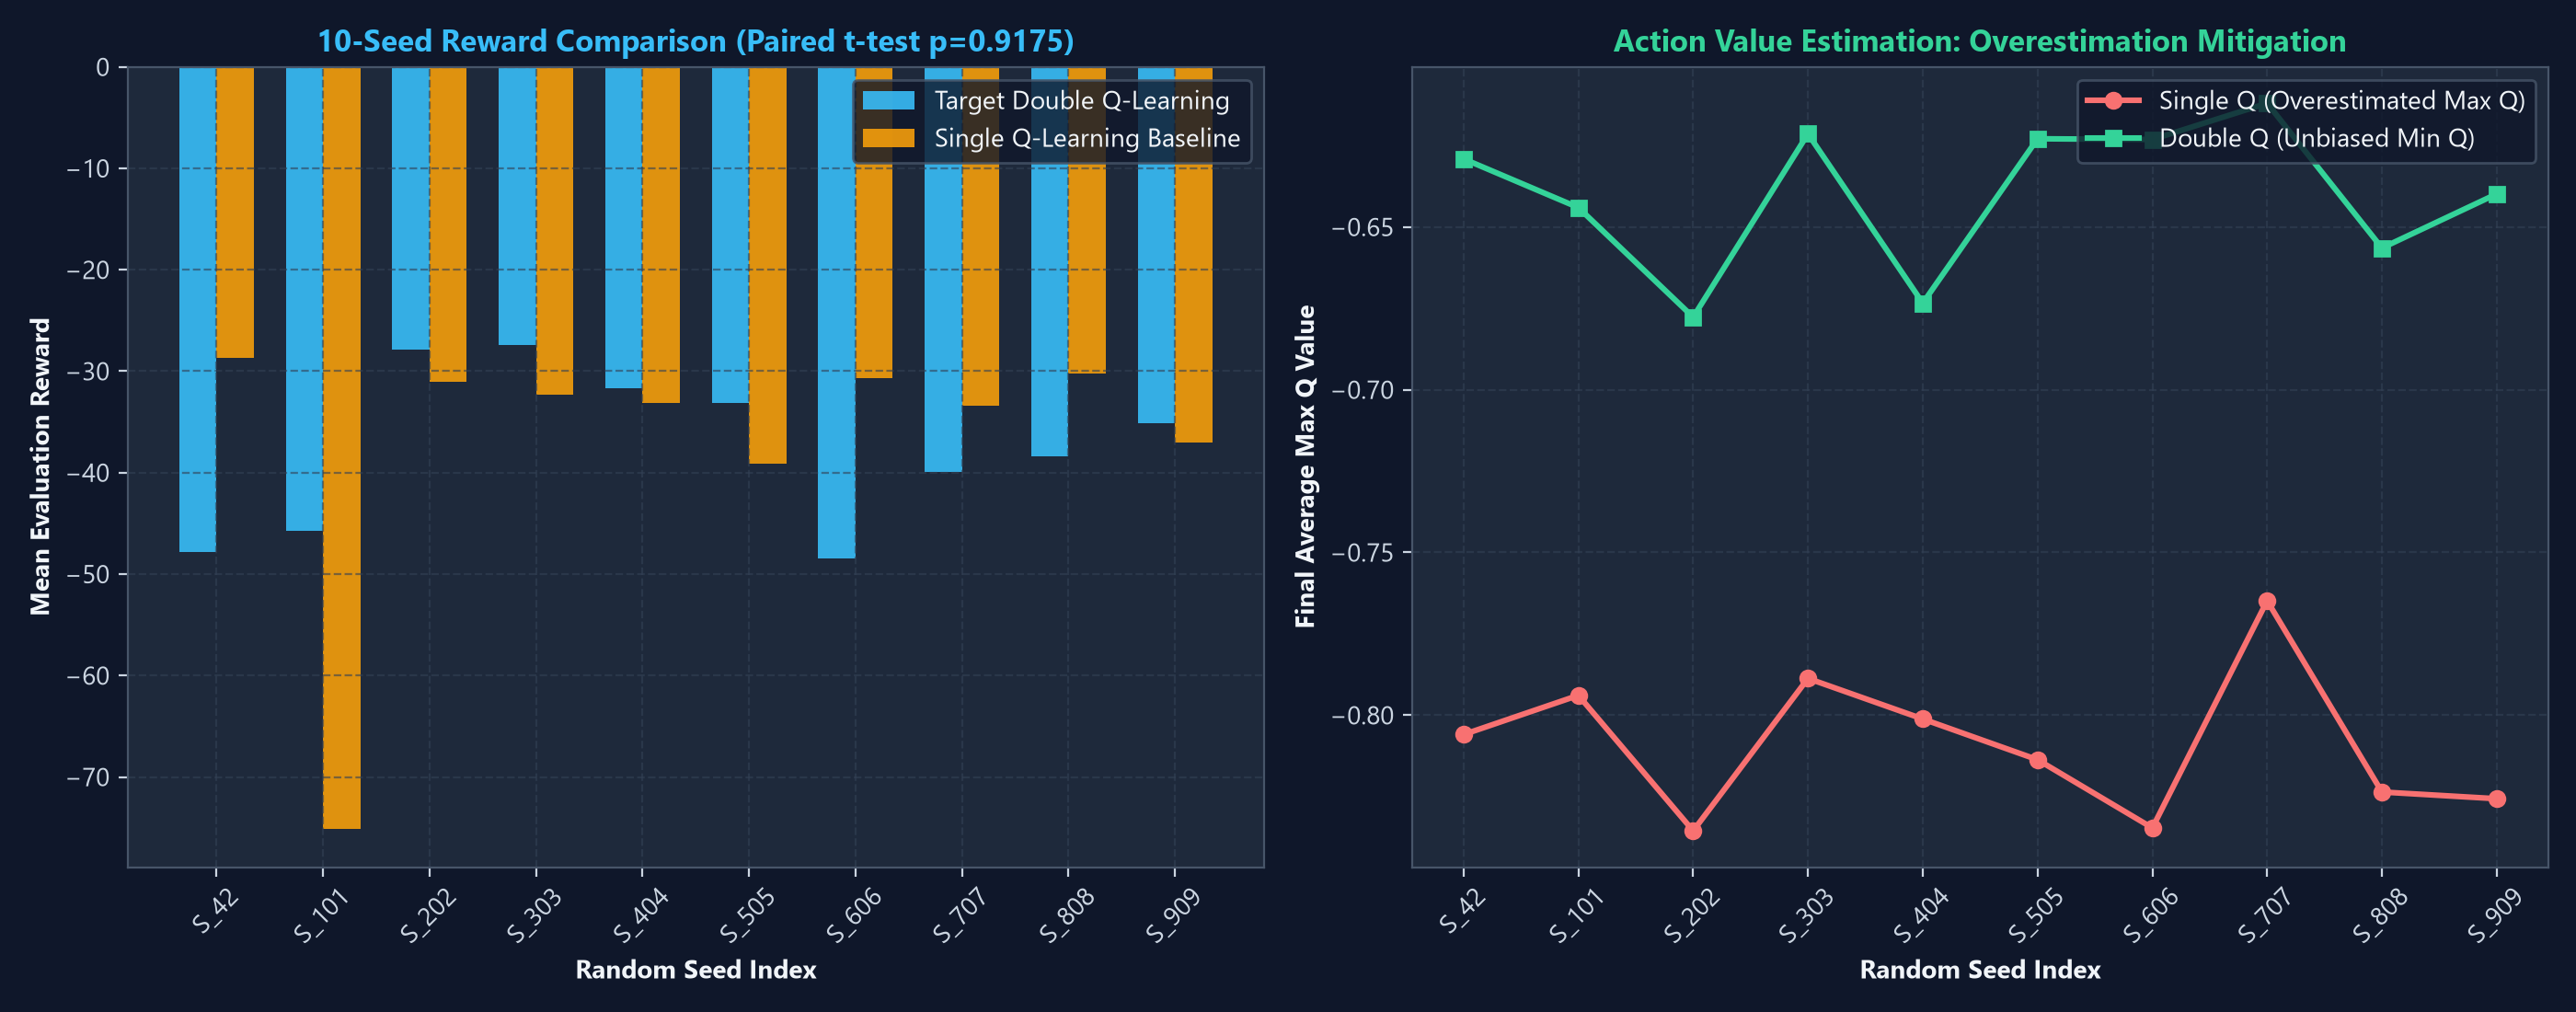 10-Seed Reward Comparison (Paired t-test p=0.9175)
Target Double Q-Learning
Single Q-Learning Baseline
Mean Evaluation Reward
0
−10
−20
−30
−40
−50
−60
−70
S_42
S_101
S_202
S_303
S_404
S_505
S_606
S_707
S_808
S_909
Random Seed Index
Action Value Estimation: Overestimation Mitigation
Single Q (Overestimated Max Q)
Double Q (Unbiased Min Q)
Final Average Max Q Value
−0.65
−0.70
−0.75
−0.80
S_42
S_101
S_202
S_303
S_404
S_505
S_606
S_707
S_808
S_909
Random Seed Index